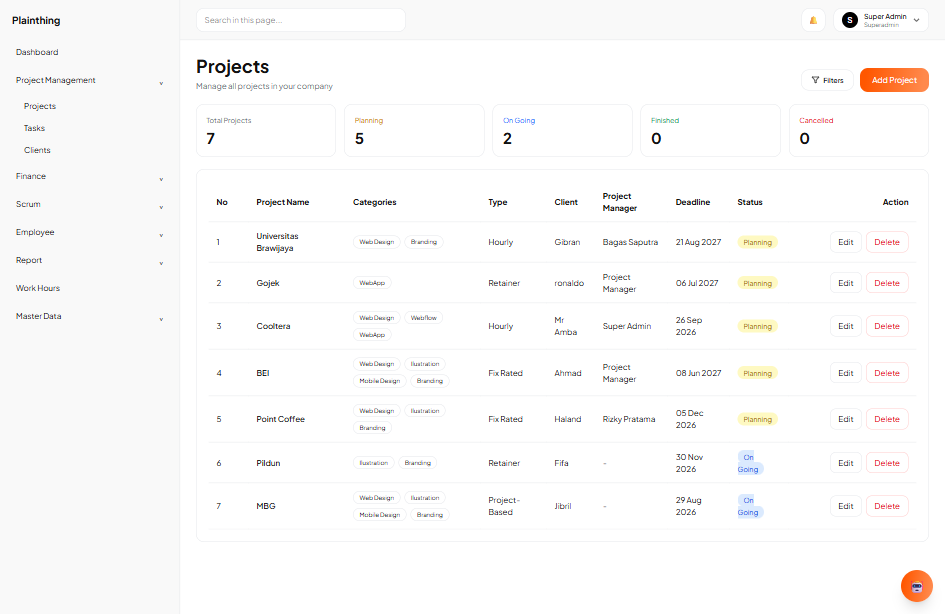 Plainthing
Search in this page...
S
Super Admin
Superadmin
Dashboard
Project Management
Projects
Tasks
Clients
Finance
Scrum
Employee
Report
Work Hours
Master Data
Projects
Manage all projects in your company
Filters
Add Project
Total Projects
7
Planning
5
On Going
2
Finished
0
Cancelled
0
No Project Name Categories Type Client Project Manager Deadline Status Action
1 Universitas Brawijaya Web Design Branding Hourly Gibran Bagas Saputra 21 Aug 2027 Planning Edit Delete
2 Gojek WebApp Retainer ronaldo Project Manager 06 Jul 2027 Planning Edit Delete
3 Cooltera Web Design Webflow WebApp Hourly Mr Amba Super Admin 26 Sep 2026 Planning Edit Delete
4 BEI Web Design Ilustration Mobile Design Branding Fix Rated Ahmad Project Manager 08 Jun 2027 Planning Edit Delete
5 Point Coffee Web Design Ilustration Branding Fix Rated Haland Rizky Pratama 05 Dec 2026 Planning Edit Delete
6 Pildun Ilustration Branding Retainer Fifa - 30 Nov 2026 On Going Edit Delete
7 MBG Web Design Ilustration Mobile Design Branding Project-Based Jibril - 29 Aug 2026 On Going Edit Delete